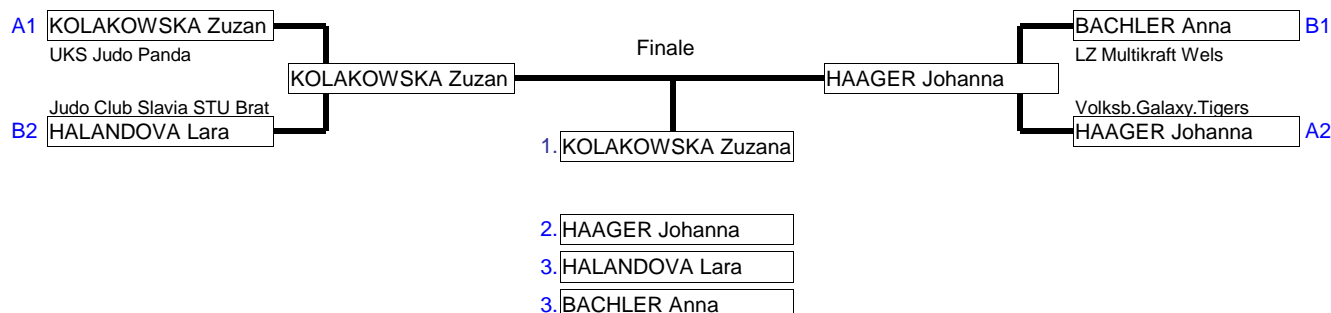 A1 KOLAKOWSKA Zuzan
UKS Judo Panda
Judo Club Slavia STU Brat
B2 HALANDOVA Lara
KOLAKOWSKA Zuzan
Finale
HAAGER Johanna
BACHLER Anna B1
LZ Multikraft Wels
Volksb.Galaxy.Tigers
HAAGER Johanna A2
1. KOLAKOWSKA Zuzana
2. HAAGER Johanna
3. HALANDOVA Lara
3. BACHLER Anna